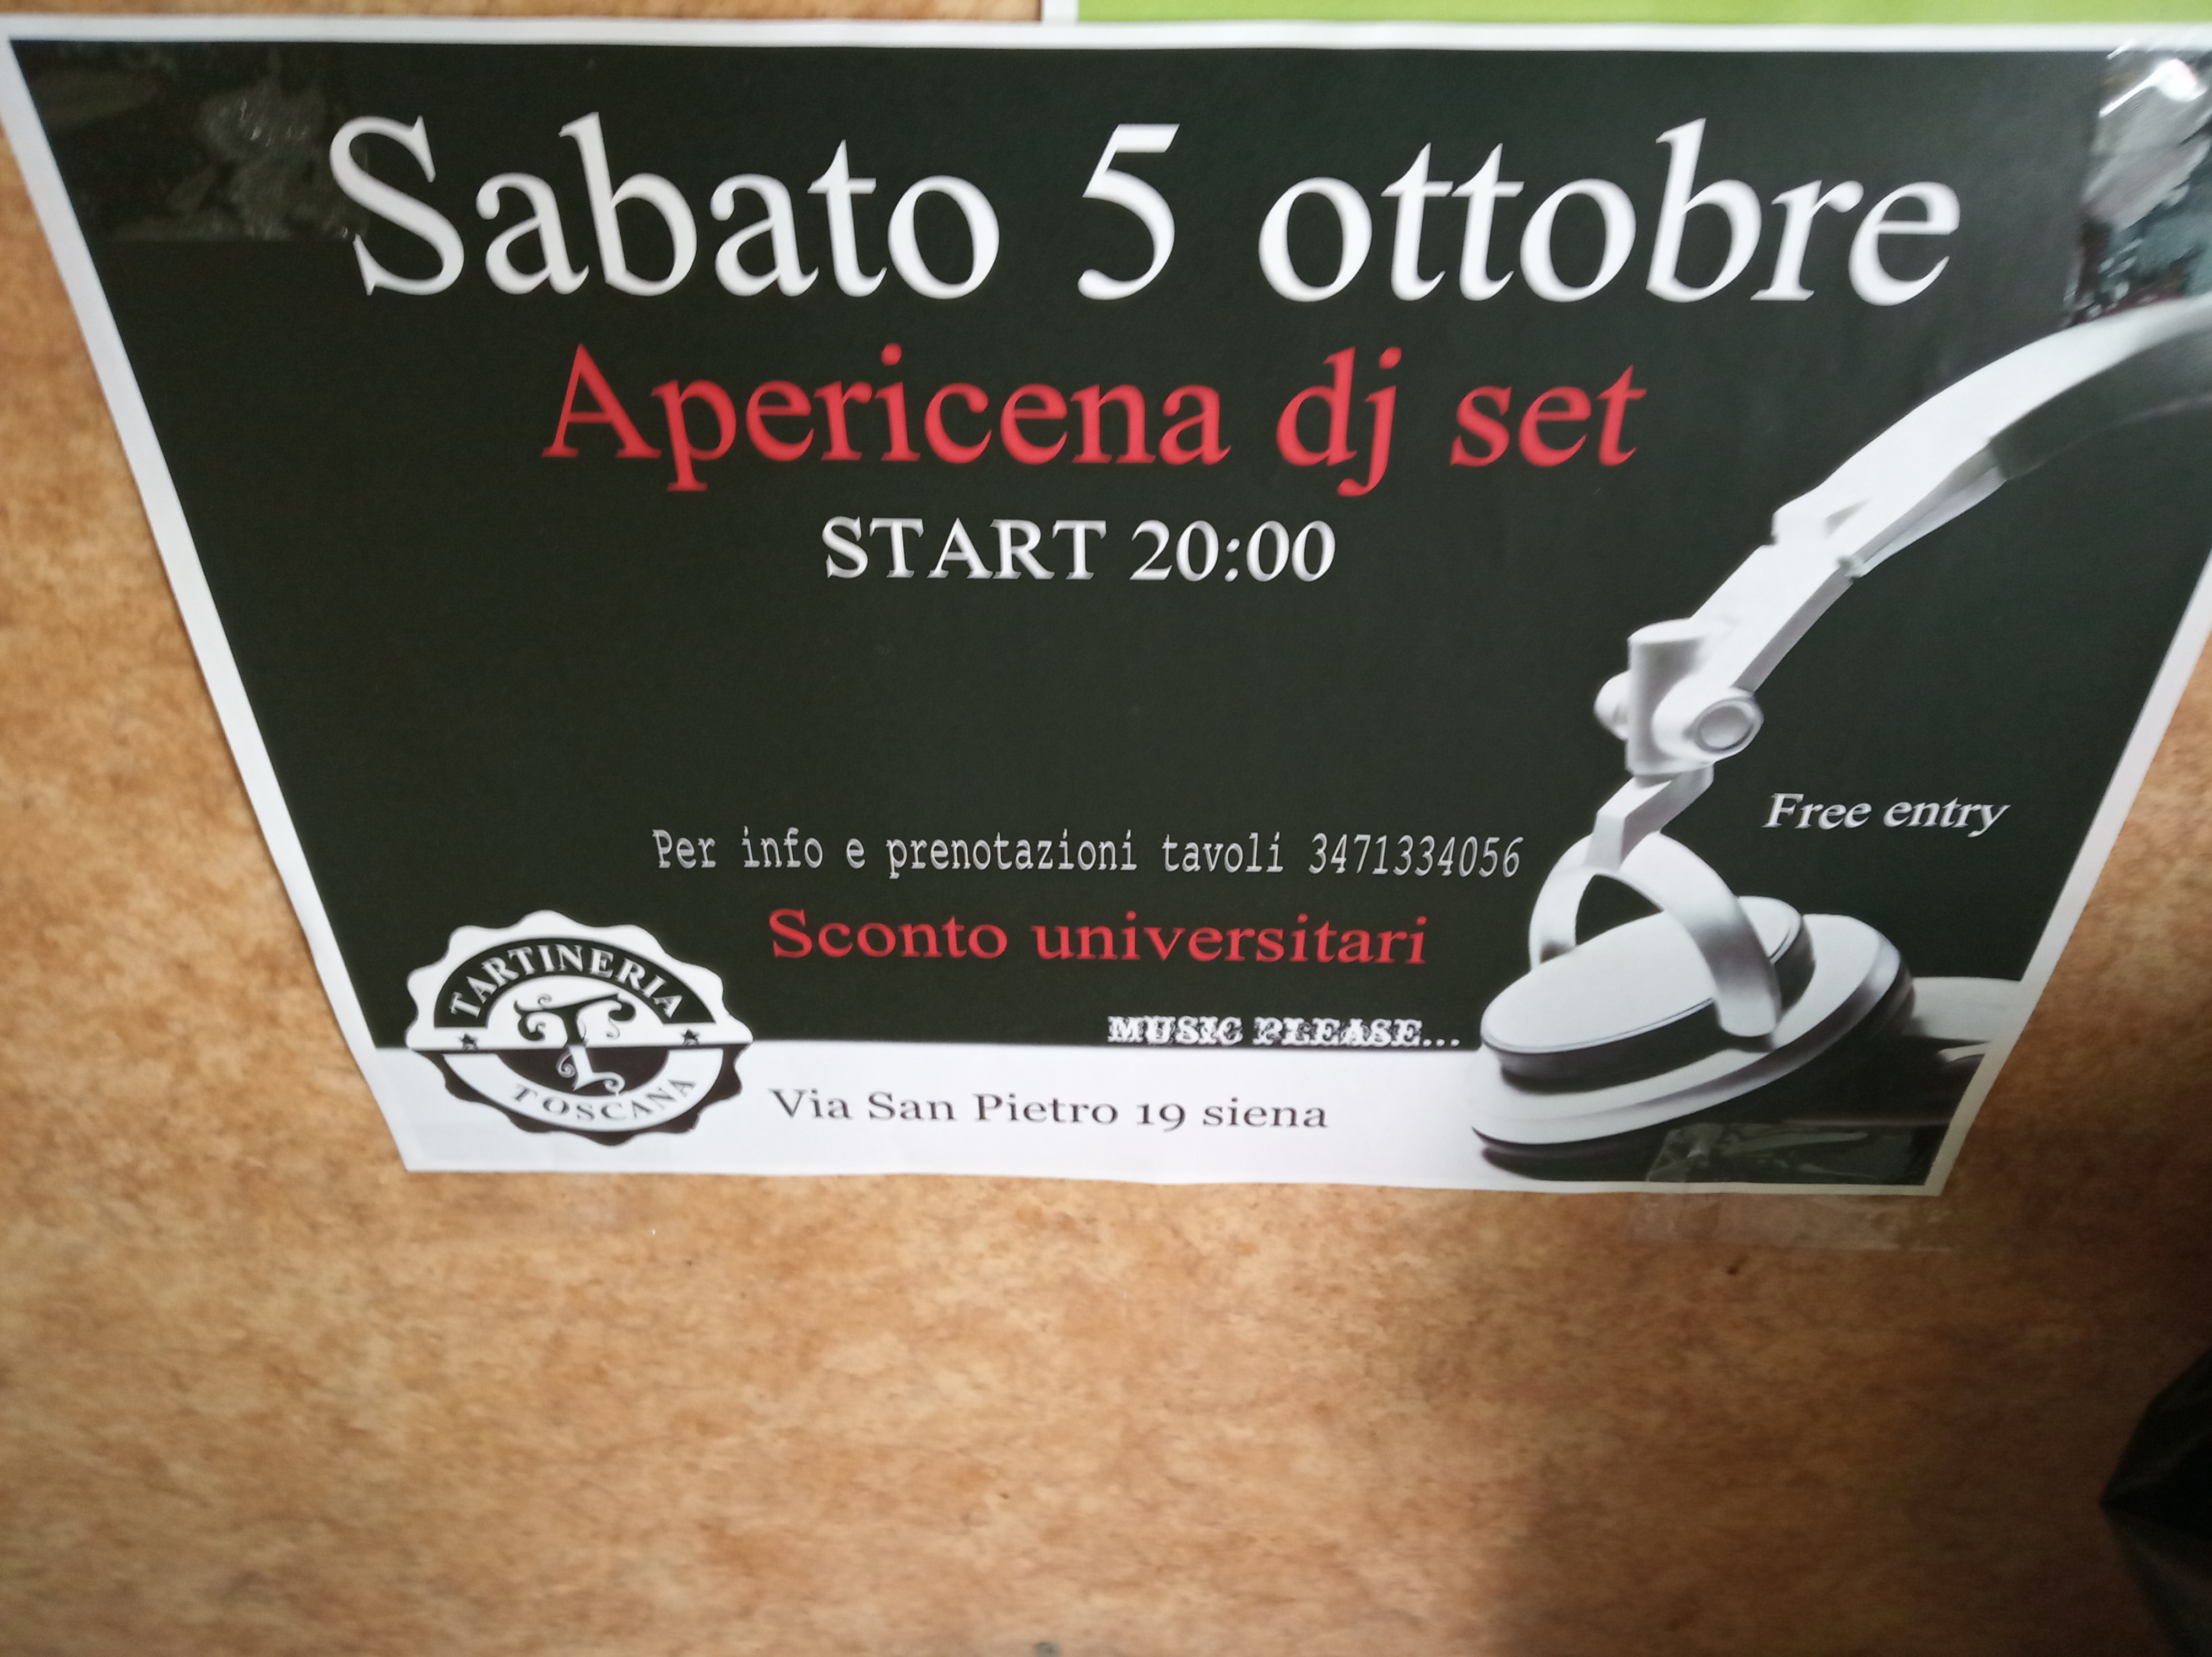 Sabato 5 ottobre
Apericena dj set
START 20:00
Free entry
Per info e prenotazioni tavoli 3471334056
Sconto universitari
MUSIC PLEASE...
TARTINERIA
T
TOSCANA
Via San Pietro 19 siena